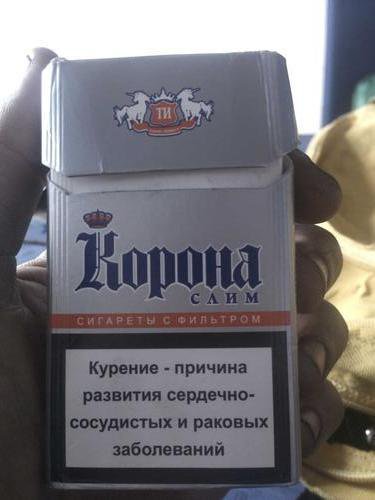 ТИ
Корона
СЛИМ
СИГАРЕТЫ С ФИЛЬТРОМ
Курение - причина
развития сердечно-
сосудистых и раковых
заболеваний